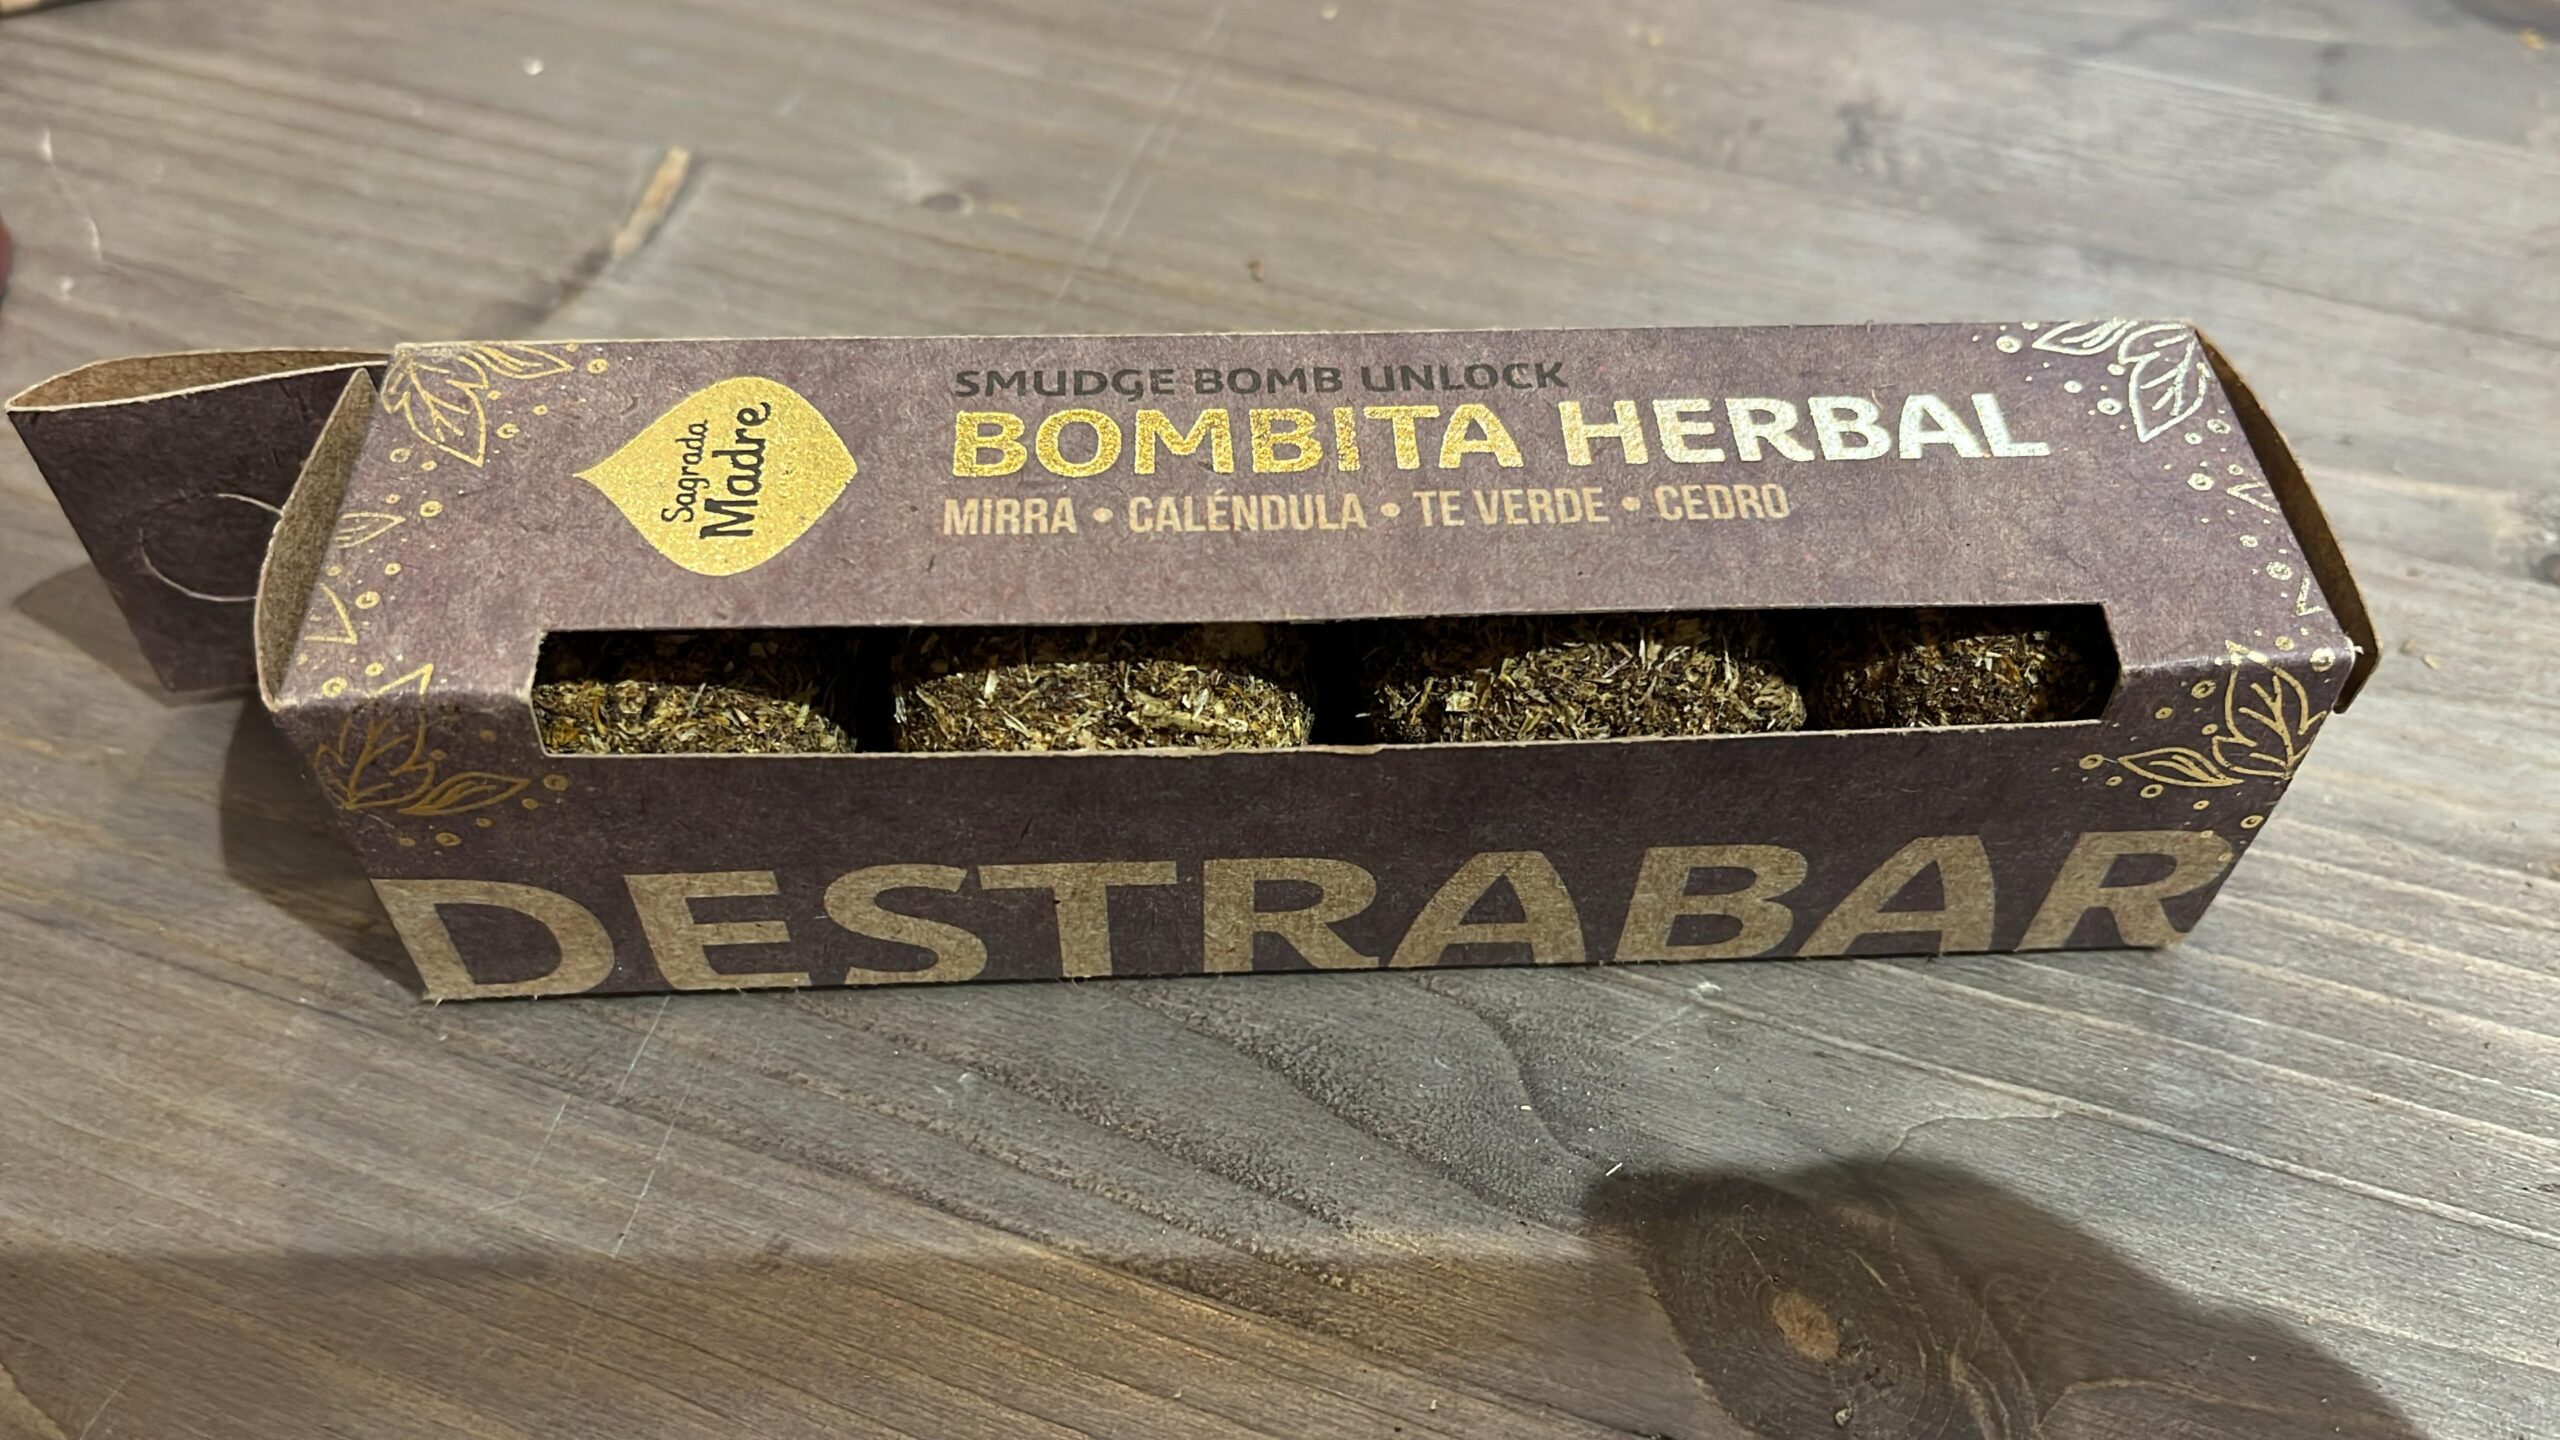 Sagrada
Madre
SMUDGE BOMB UNLOCK
BOMBITA HERBAL
MIRRA • CALÉNDULA • TE VERDE • CEDRO
DESTRABAR